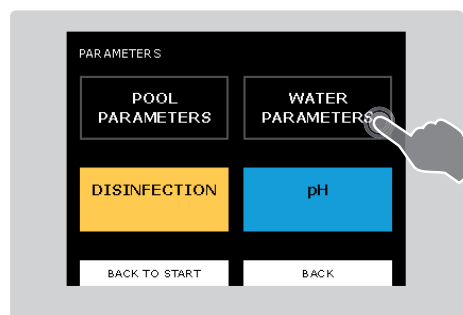 PARAMETERS
POOL
PARAMETERS
WATER
PARAMETERS
DISINFECTION
pH
BACK TO START
BACK